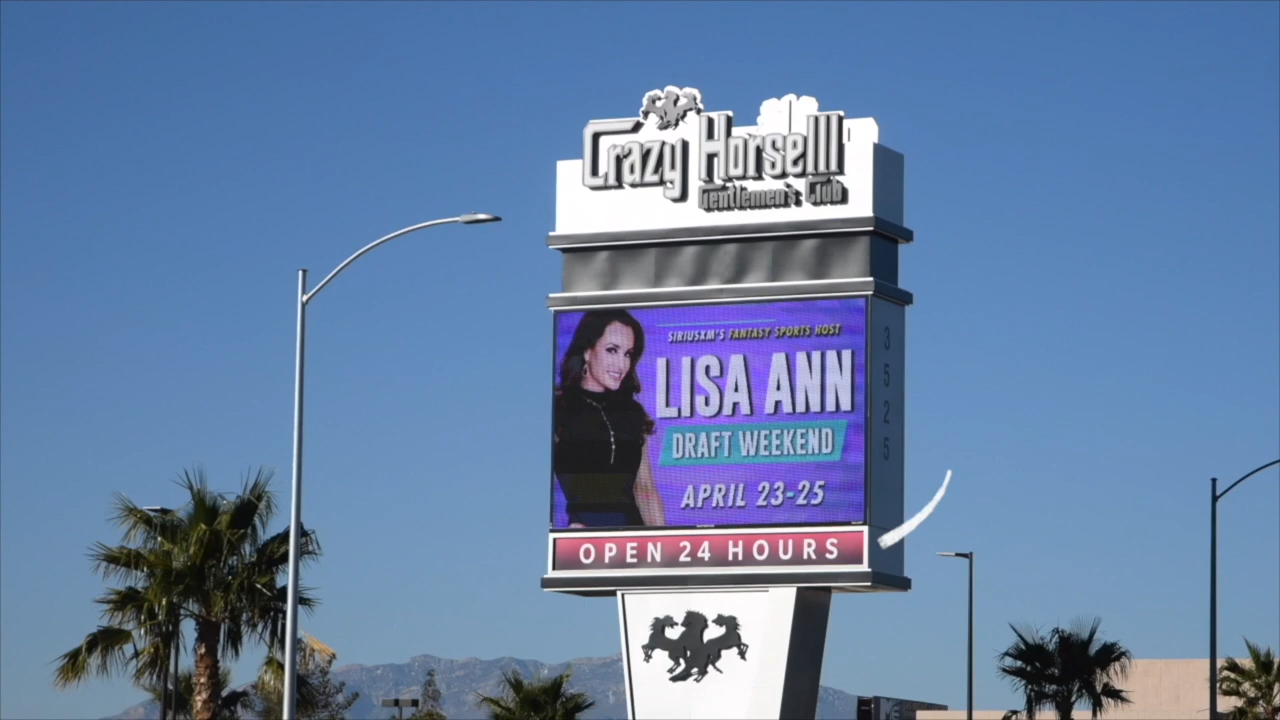 Crazy Horse III
Gentlemen's Club
SIRIUSXM'S FANTASY SPORTS HOST
LISA ANN
DRAFT WEEKEND
APRIL 23-25
OPEN 24 HOURS
3
5
2
5